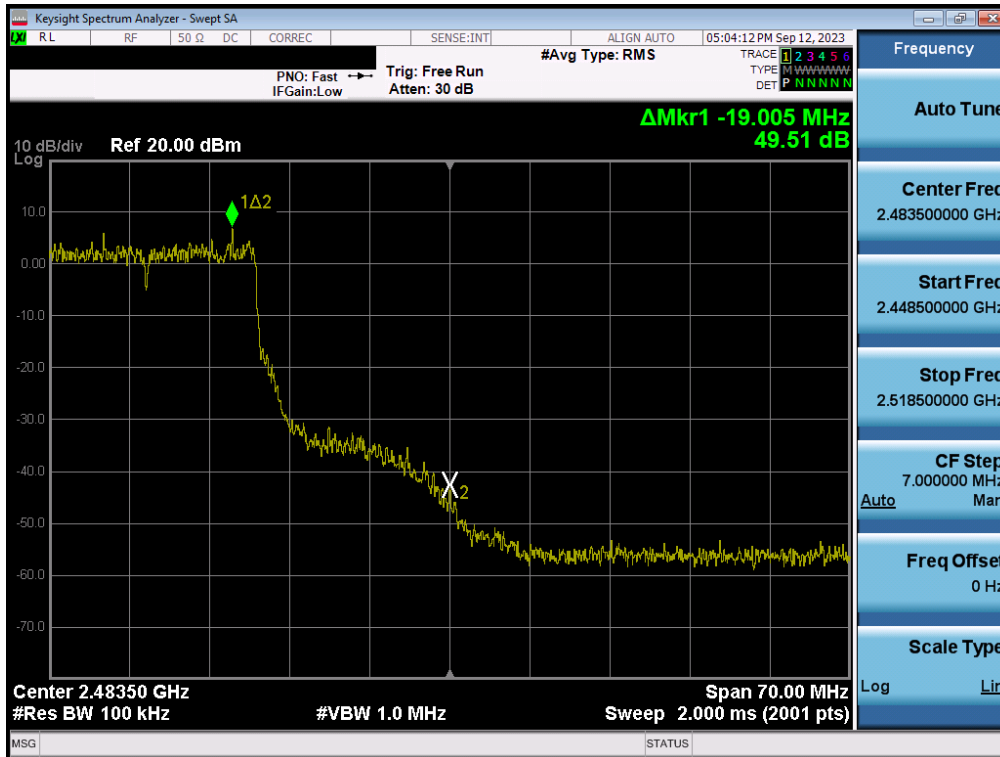 Keysight Spectrum Analyzer - Swept SA
LXI RL RF 50 Ω DC CORREC SENSE:INT ALIGN AUTO 05:04:12 PM Sep 12, 2023
PNO: Fast
IFGain:Low
Trig: Free Run
Atten: 30 dB
#Avg Type: RMS
TRACE 1 2 3 4 5 6
TYPE M WWWWW
DET P N N N N N
ΔMkr1 -19.005 MHz
49.51 dB
10 dB/div Ref 20.00 dBm
Log
1Δ2
10.0
0.00
-10.0
-20.0
-30.0
-40.0
2
-50.0
-60.0
-70.0
Center 2.48350 GHz Span 70.00 MHz
#Res BW 100 kHz #VBW 1.0 MHz Sweep 2.000 ms (2001 pts)
MSG STATUS
Frequency
Auto Tune
Center Freq
2.483500000 GHz
Start Freq
2.448500000 GHz
Stop Freq
2.518500000 GHz
CF Step
7.000000 MHz
Auto Man
Freq Offset
0 Hz
Scale Type
Log Lin